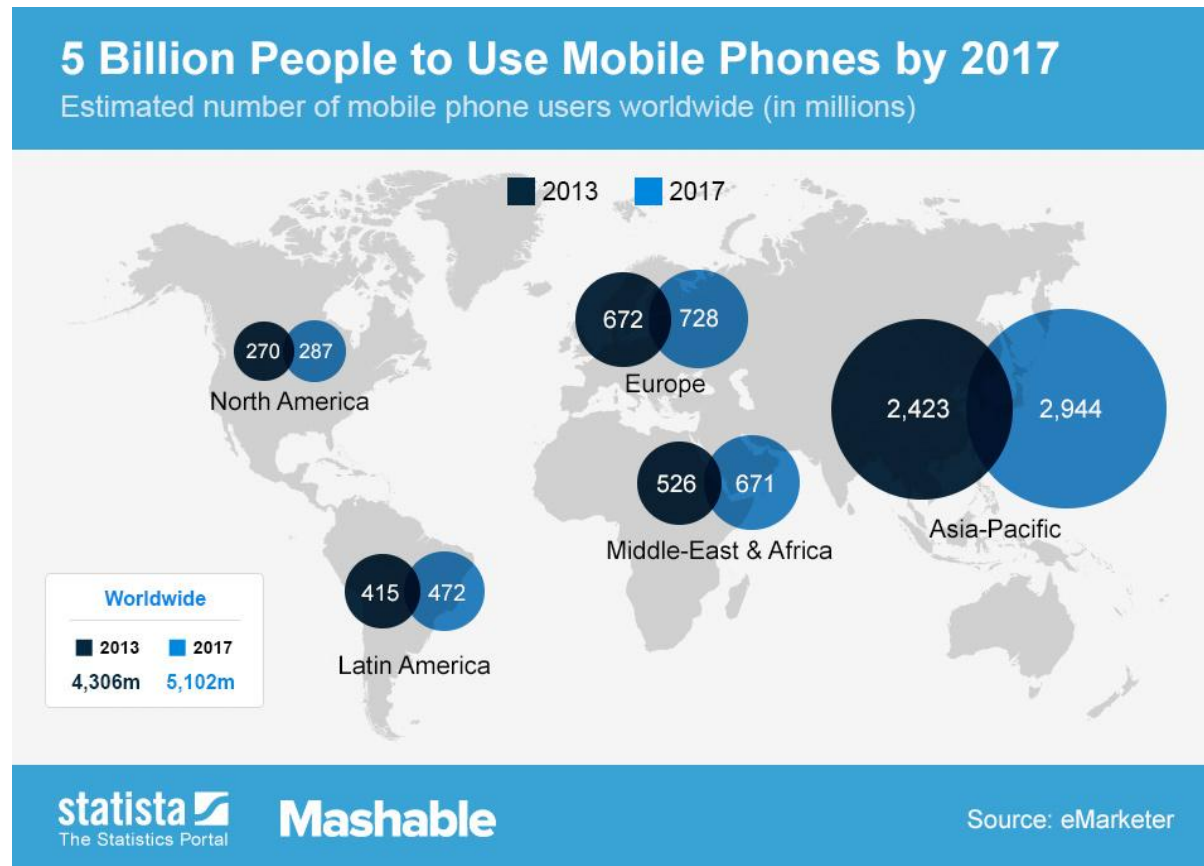 5 Billion People to Use Mobile Phones by 2017
Estimated number of mobile phone users worldwide (in millions)
2013 2017
270 287
North America
672 728
Europe
2,423 2,944
Asia-Pacific
526 671
Middle-East & Africa
415 472
Latin America
Worldwide
2013 2017
4,306m 5,102m
statista
The Statistics Portal
Mashable
Source: eMarketer